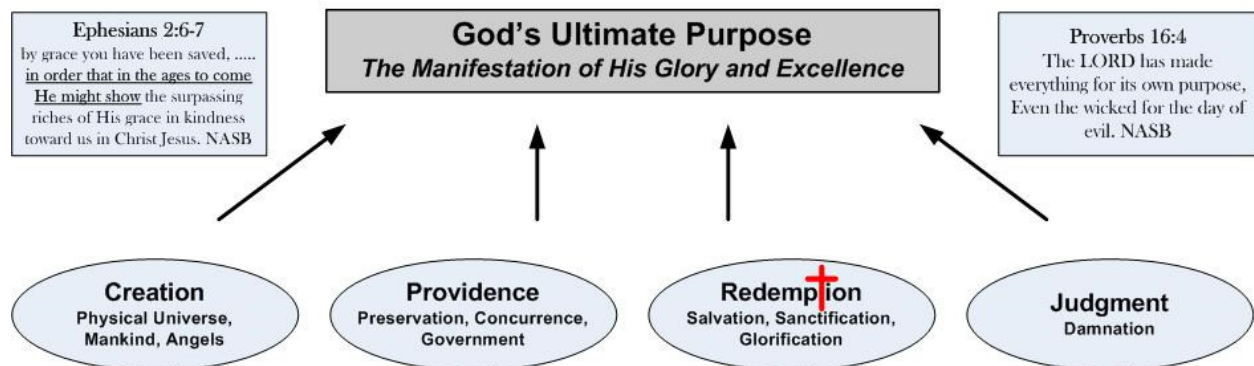 Ephesians 2:6-7
by grace you have been saved, .....
in order that in the ages to come
He might show the surpassing
riches of His grace in kindness
toward us in Christ Jesus. NASB
God's Ultimate Purpose
The Manifestation of His Glory and Excellence
Proverbs 16:4
The LORD has made
everything for its own purpose,
Even the wicked for the day of
evil. NASB
Creation
Physical Universe,
Mankind, Angels
Providence
Preservation, Concurrence,
Government
Redemption
Salvation, Sanctification,
Glorification
Judgment
Damnation